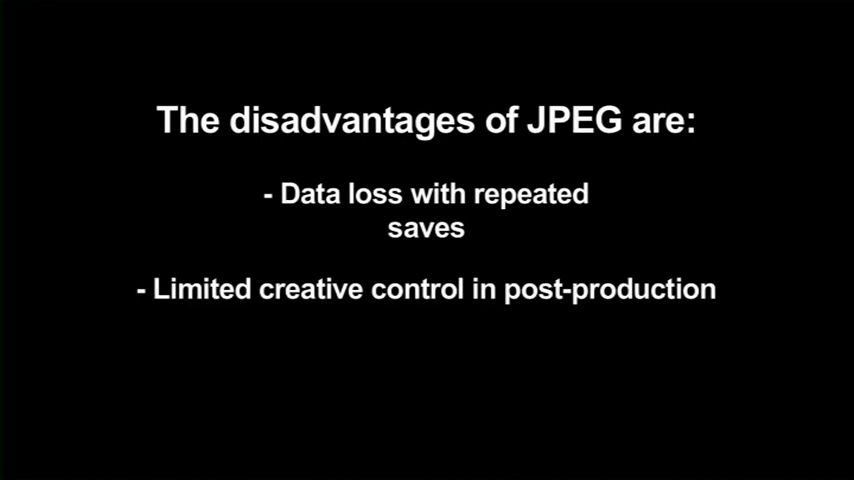 The disadvantages of JPEG are:
- Data loss with repeated
saves
- Limited creative control in post-production